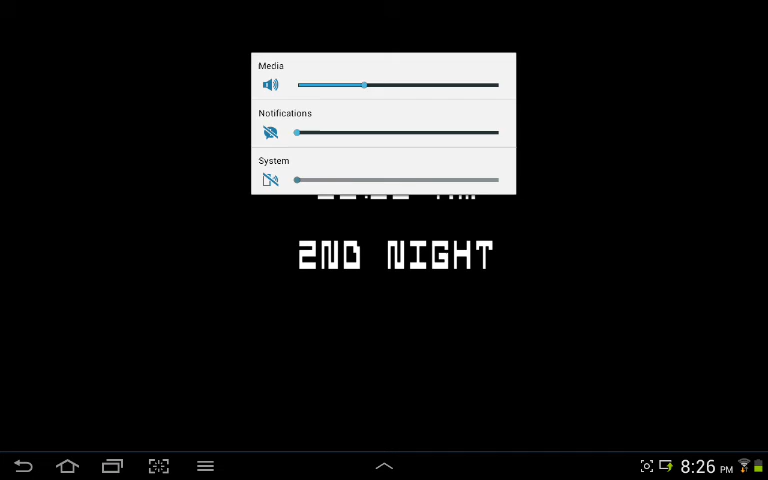 Media
Notifications
System
2ND NIGHT
8:26 PM